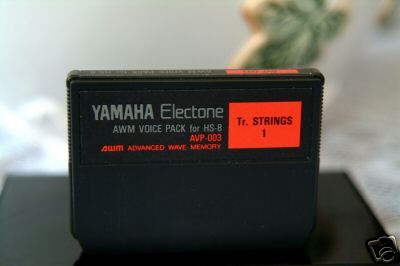 YAMAHA Electone
AWM VOICE PACK for HS-8
AVP-003
AWM ADVANCED WAVE MEMORY
Tr. STRINGS
1